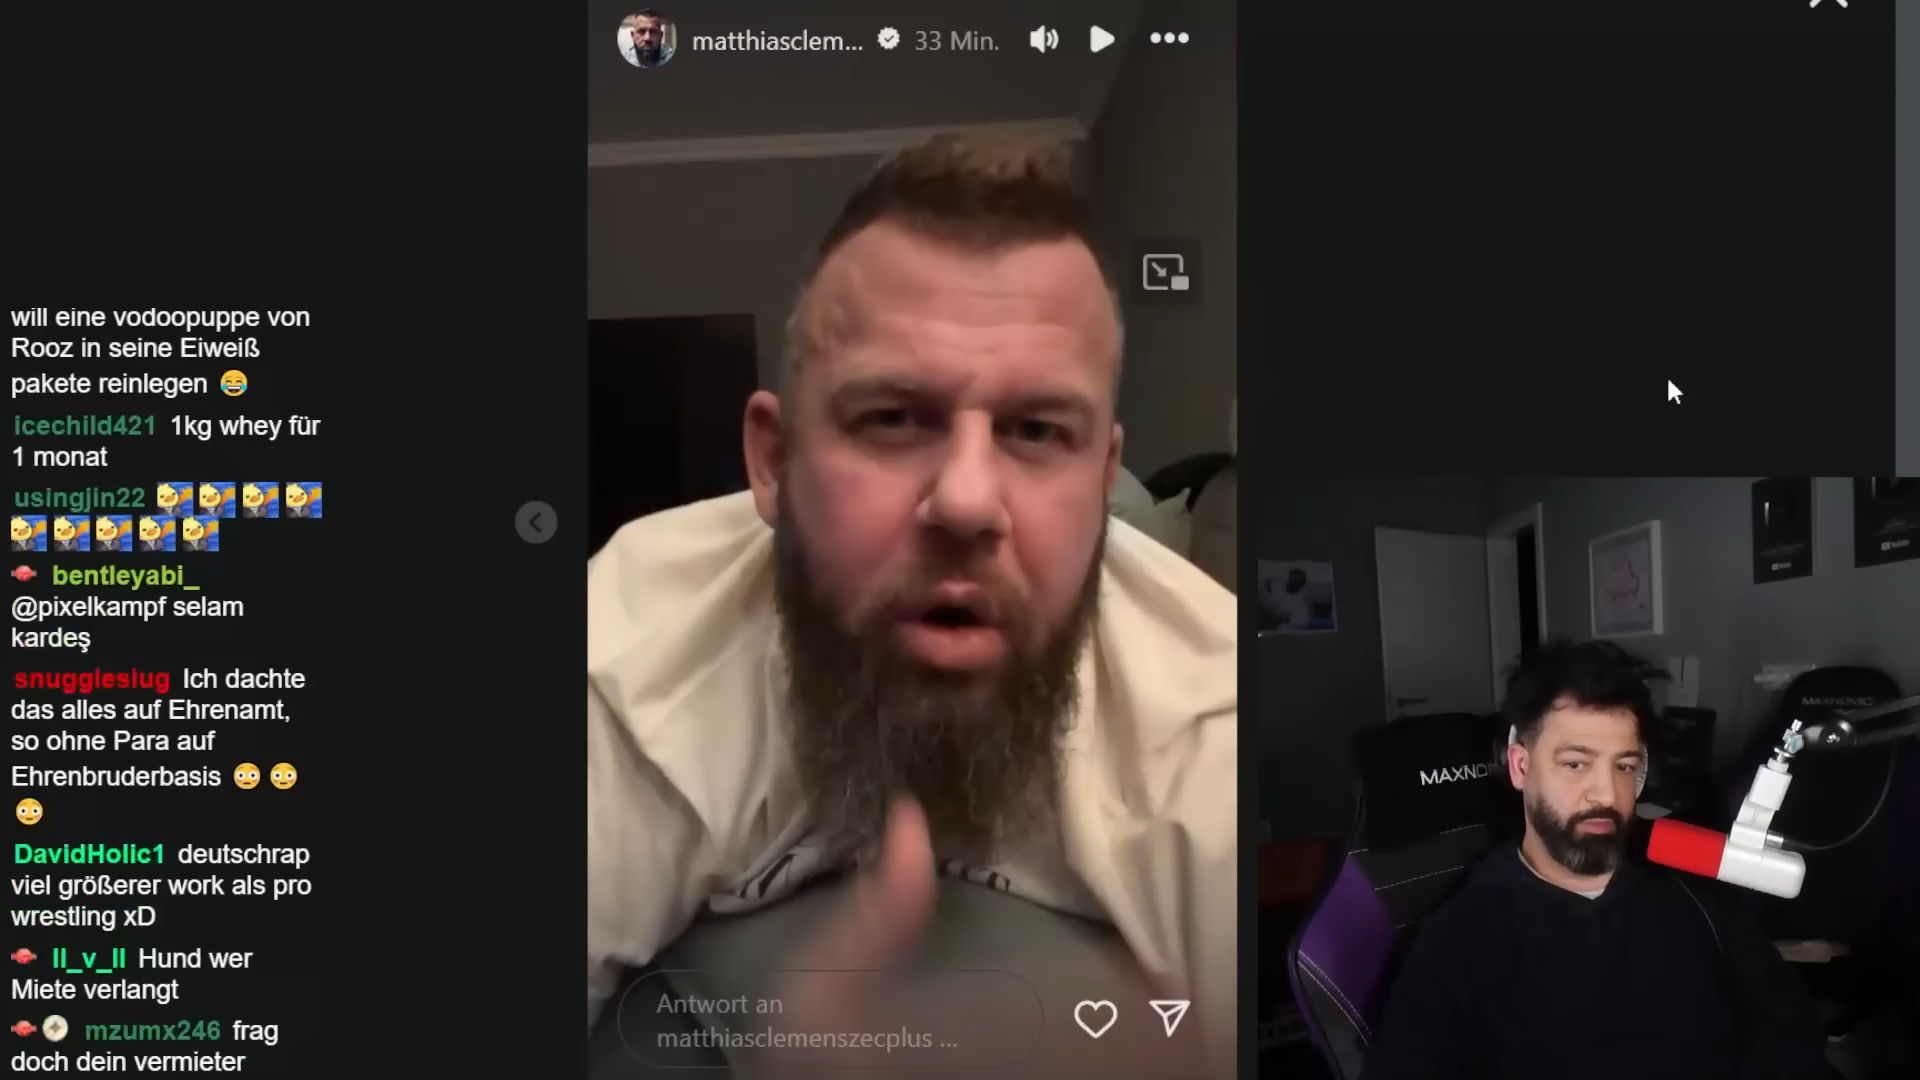 matthiasclem... 33 Min.
will eine vodoopuppe von
Rooz in seine Eiweiß
pakete reinlegen 😂
icechild421 1kg whey für
1 monat
usingjin22
bentleyabi_
@pixelkampf selam
kardeş
snuggleslug Ich dachte
das alles auf Ehrenamt,
so ohne Para auf
Ehrenbruderbasis 😳 😳
😳
DavidHolic1 deutschrap
viel größerer work als pro
wrestling xD
ll_v_ll Hund wer
Miete verlangt
mzumx246 frag
doch dein vermieter
Antwort an
matthiasclemenszecplus ...
MAXNO
MAXNOMIC